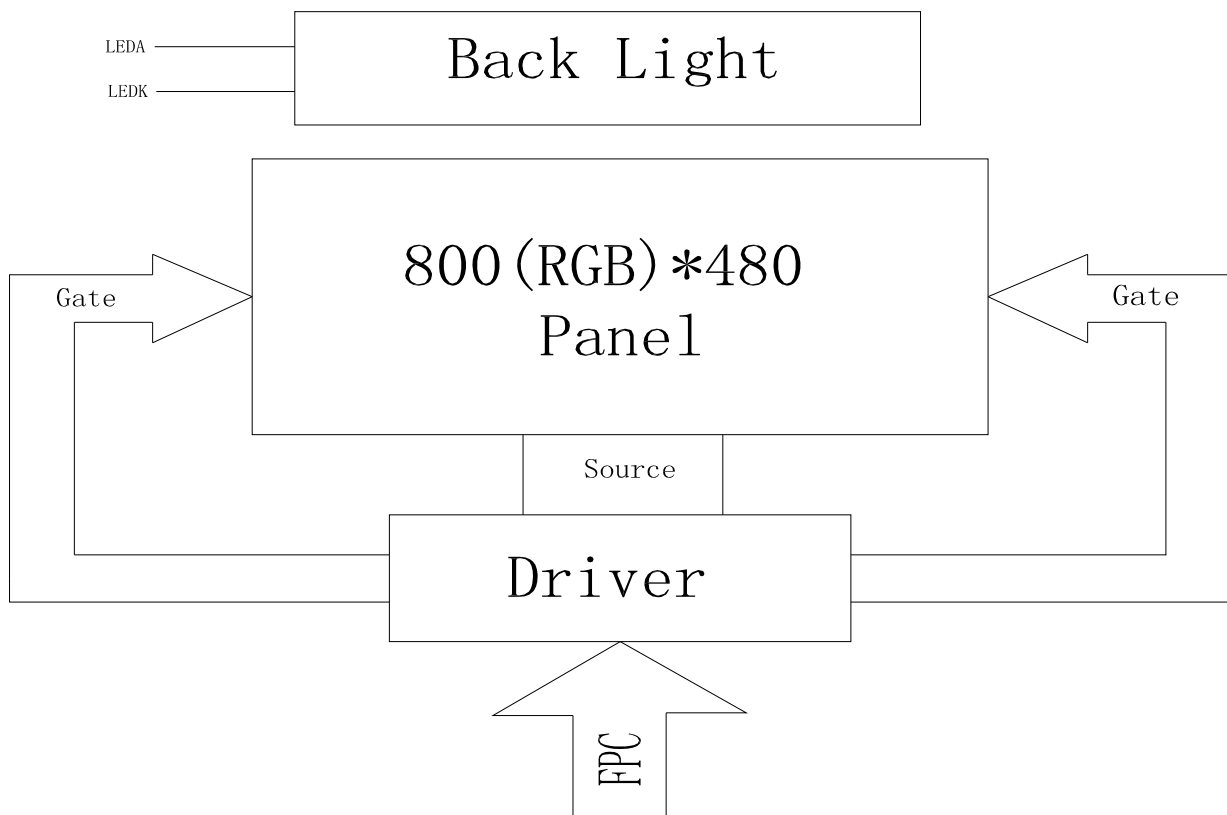 LEDA
LEDK
Back Light
800(RGB)*480
Panel
Gate
Gate
Source
Driver
FPC